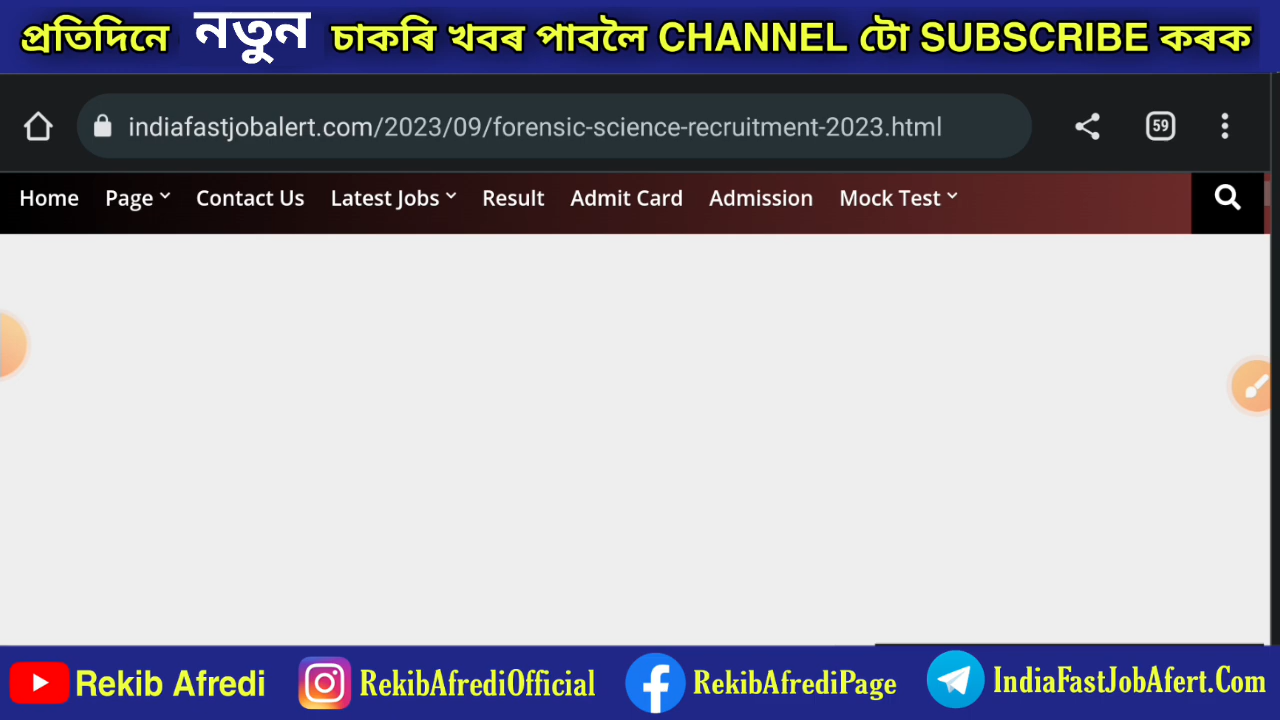 প্ৰতিদিনে নতুন চাকৰি খবৰ পাবলৈ CHANNEL টো SUBSCRIBE কৰক
indiafastjobalert.com/2023/09/forensic-science-recruitment-2023.html 59
Home Page Contact Us Latest Jobs Result Admit Card Admission Mock Test
Rekib Afredi RekibAfrediOfficial RekibAfrediPage IndiaFastJobAfert.Com